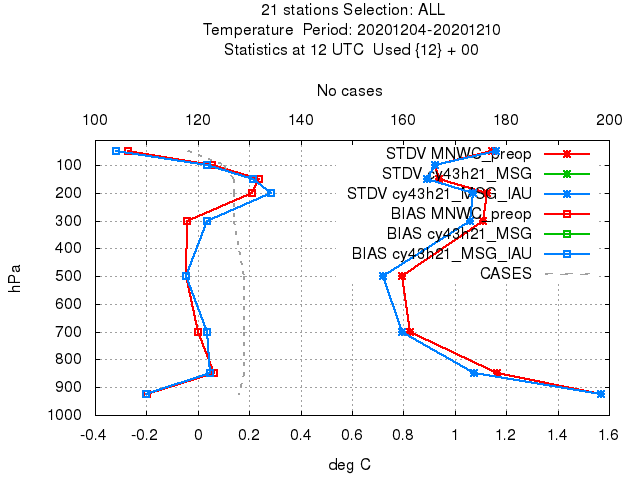 21 stations Selection: ALL
Temperature  Period: 20201204-20201210
Statistics at 12 UTC  Used {12} + 00
No cases
100 120 140 160 180 200
STDV MNWC_preop
STDV cy43h21_MSG
STDV cy43h21_MSG_IAU
BIAS MNWC_preop
BIAS cy43h21_MSG
BIAS cy43h21_MSG_IAU
CASES
hPa
100
200
300
400
500
600
700
800
900
1000
-0.4 -0.2 0 0.2 0.4 0.6 0.8 1 1.2 1.4 1.6
deg C